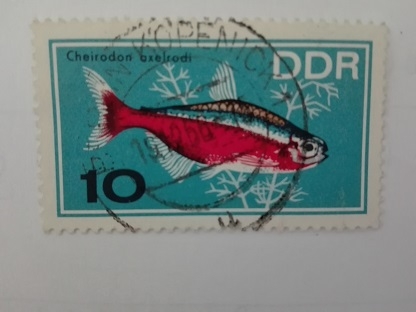 Cheirodon axelrodi
DDR
KÖPENICK
10